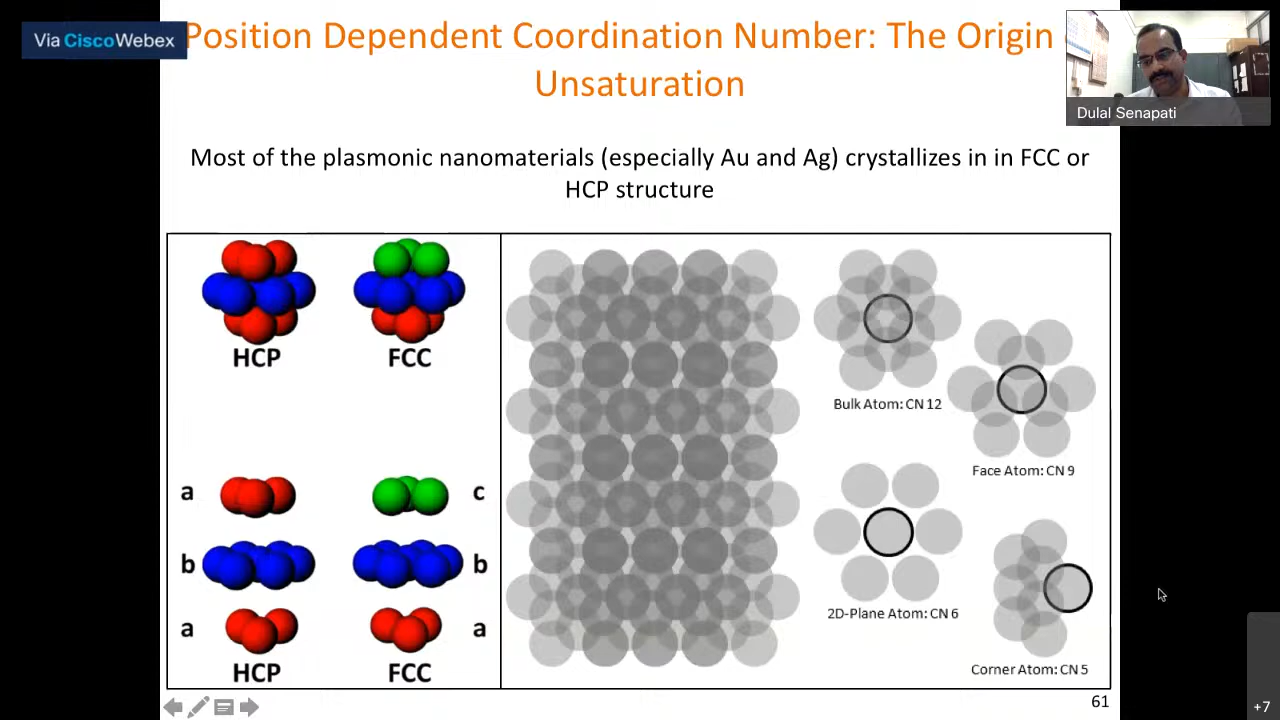 Via Cisco Webex
Position Dependent Coordination Number: The Origin
Unsaturation
Dulal Senapati
Most of the plasmonic nanomaterials (especially Au and Ag) crystallizes in in FCC or
HCP structure
HCP
FCC
a
c
b
b
a
a
HCP
FCC
Bulk Atom: CN 12
Face Atom: CN 9
2D-Plane Atom: CN 6
Corner Atom: CN 5
61
+7